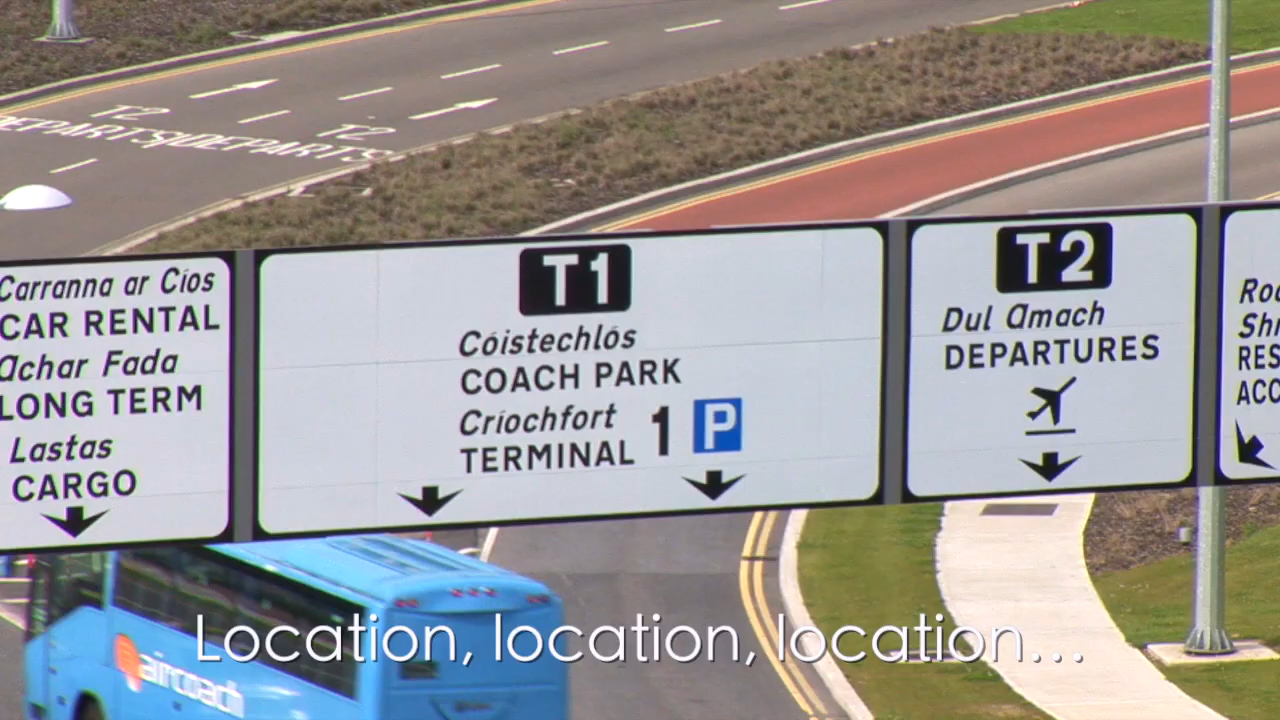 T2
T2
DEPARTS
DEPARTS
Carranna ar Cíos
CAR RENTAL
Achar Fada
LONG TERM
Lastas
CARGO
T1
Cóistechlós
COACH PARK
Críochfort
TERMINAL 1 P
T2
Dul Amach
DEPARTURES
aircoach
Location, location, location...